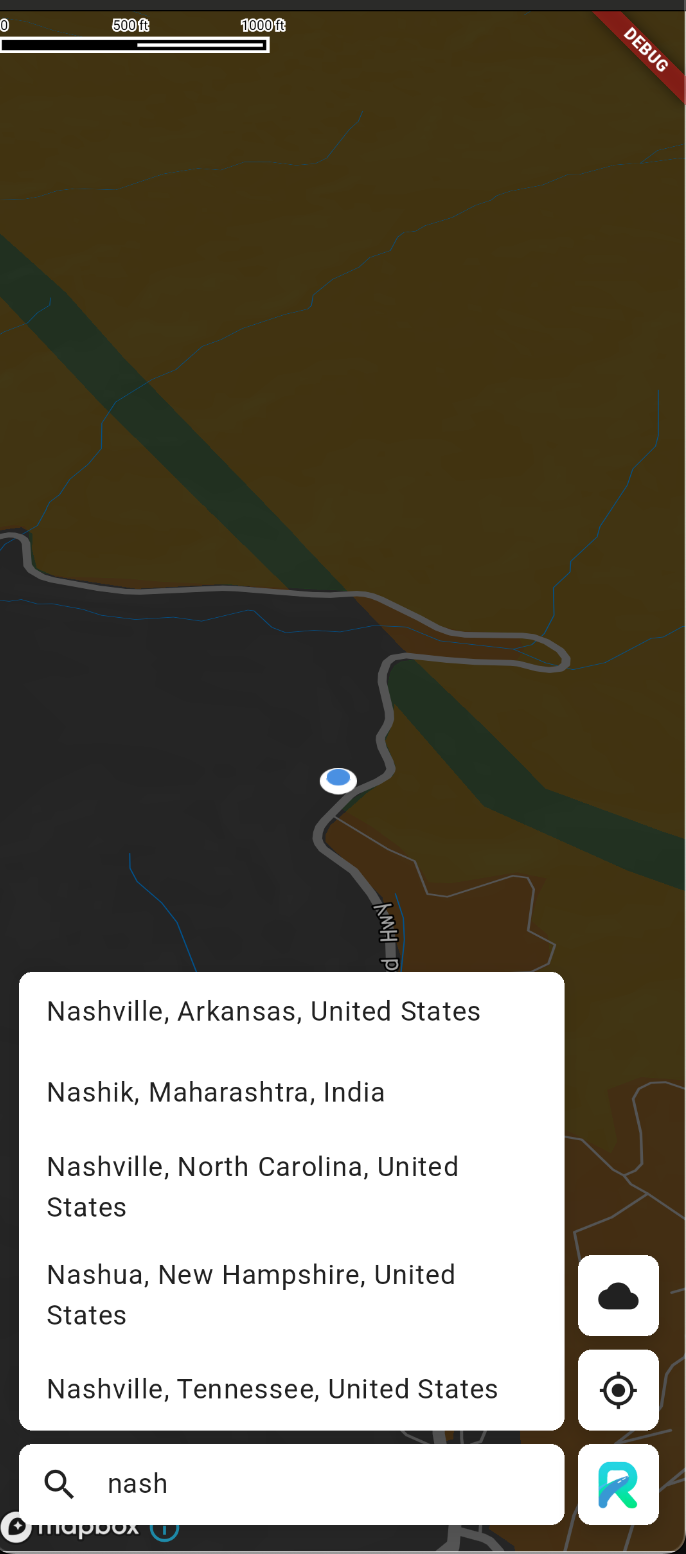 0 500 ft 1000 ft
DEBUG
d Hwy
Nashville, Arkansas, United States
Nashik, Maharashtra, India
Nashville, North Carolina, United
States
Nashua, New Hampshire, United
States
Nashville, Tennessee, United States
nash
mapbox